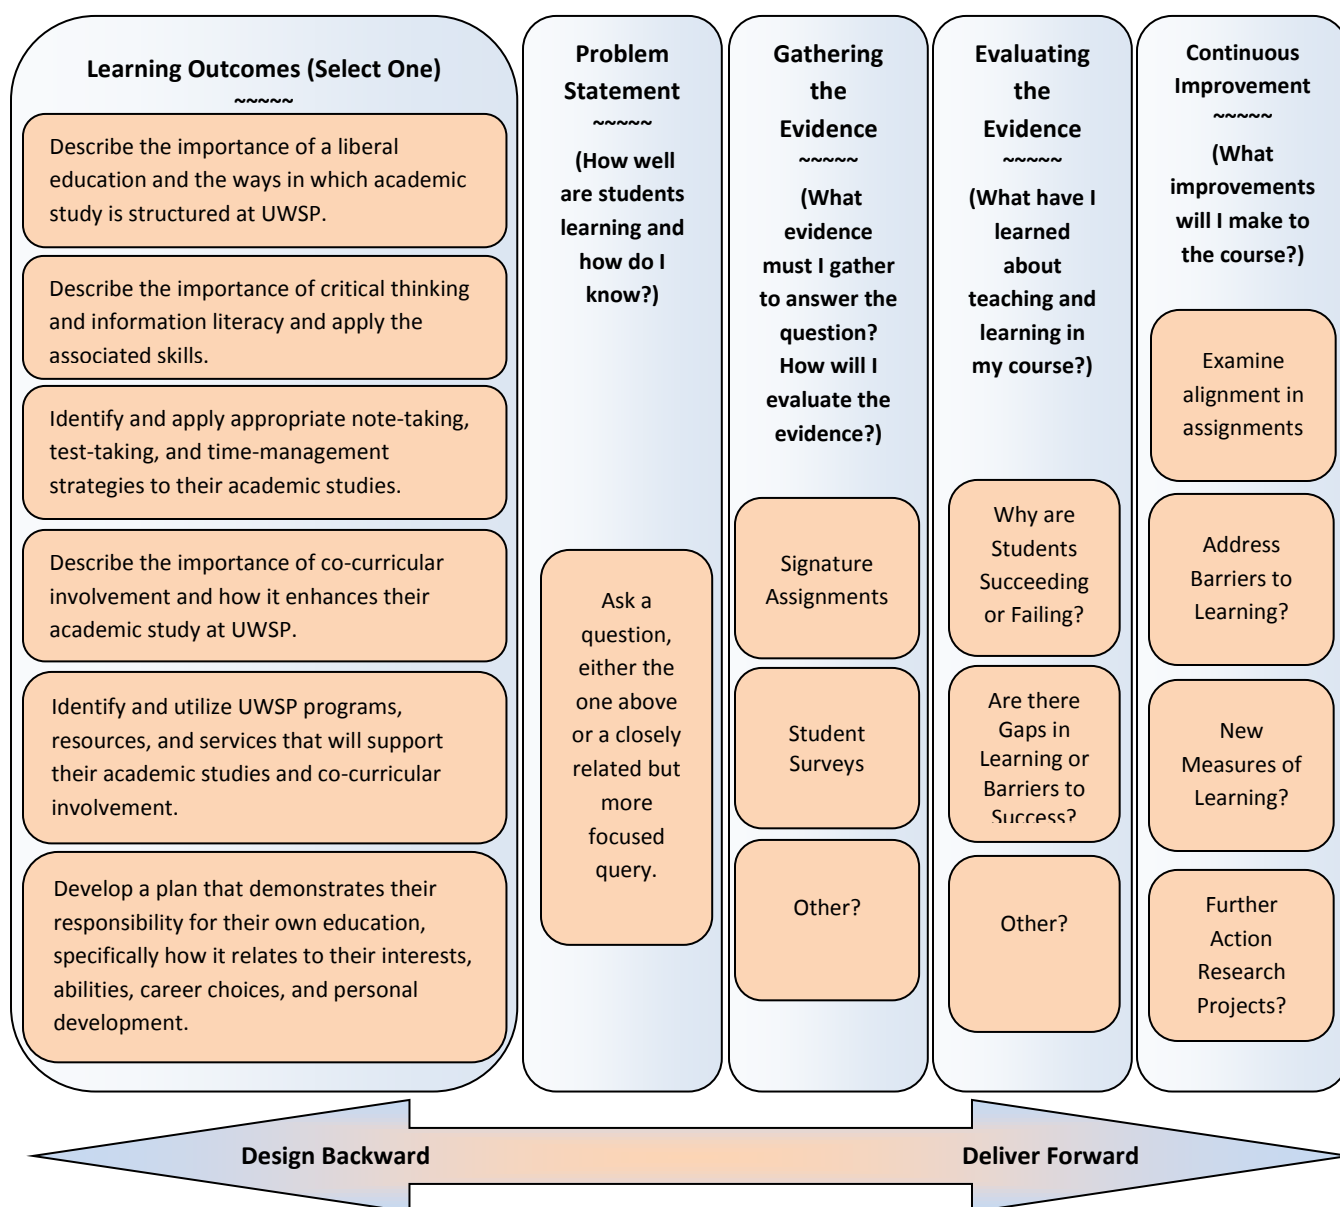 Learning Outcomes (Select One)
~~~~~
Describe the importance of a liberal
education and the ways in which academic
study is structured at UWSP.
Describe the importance of critical thinking
and information literacy and apply the
associated skills.
Identify and apply appropriate note-taking,
test-taking, and time-management
strategies to their academic studies.
Describe the importance of co-curricular
involvement and how it enhances their
academic study at UWSP.
Identify and utilize UWSP programs,
resources, and services that will support
their academic studies and co-curricular
involvement.
Develop a plan that demonstrates their
responsibility for their own education,
specifically how it relates to their interests,
abilities, career choices, and personal
development.
Problem
Statement
~~~~~
(How well
are students
learning and
how do I
know?)
Ask a
question,
either the
one above
or a closely
related but
more
focused
query.
Gathering
the
Evidence
~~~~~
(What
evidence
must I gather
to answer the
question?
How will I
evaluate the
evidence?)
Signature
Assignments
Student
Surveys
Other?
Evaluating
the
Evidence
~~~~~
(What have I
learned
about
teaching and
learning in
my course?)
Why are
Students
Succeeding
or Failing?
Are there
Gaps in
Learning or
Barriers to
Success?
Other?
Continuous
Improvement
~~~~~
(What
improvements
will I make to
the course?)
Examine
alignment in
assignments
Address
Barriers to
Learning?
New
Measures of
Learning?
Further
Action
Research
Projects?
Design Backward
Deliver Forward